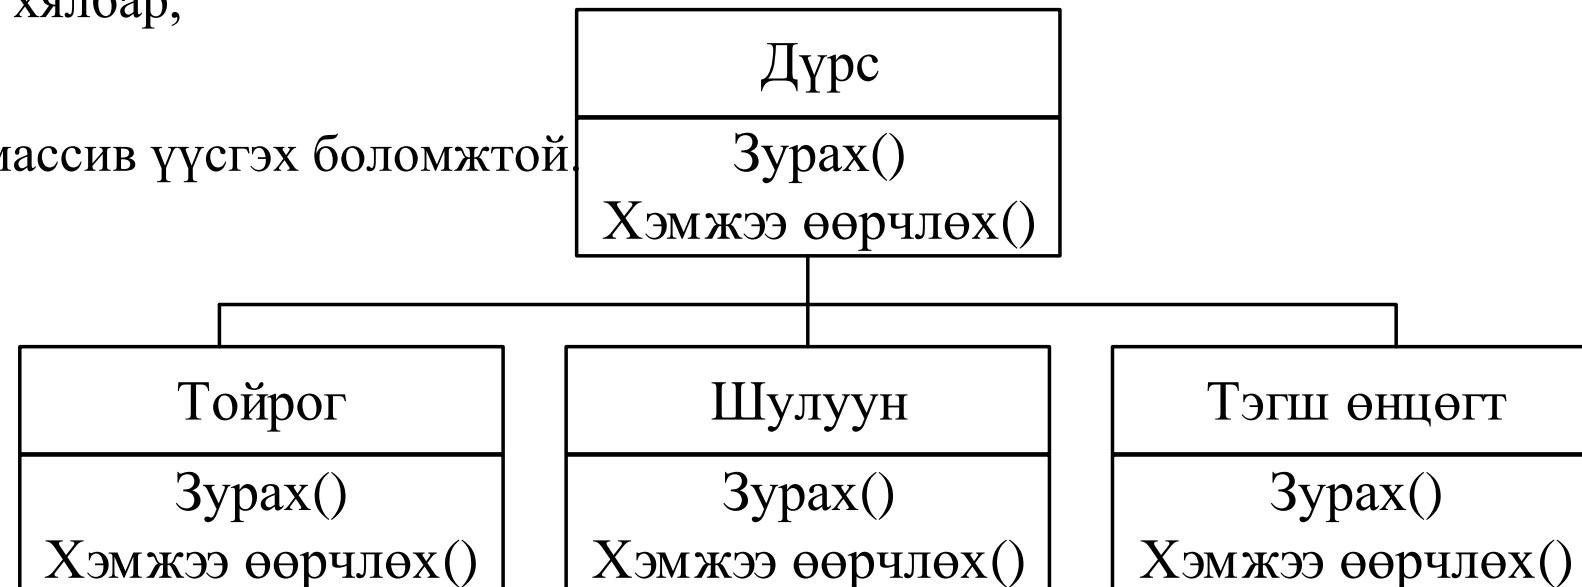 хялбар,
Дүрс
массив үүсгэх боломжтой.
Зурах()
Хэмжээ өөрчлөх()
Тойрог
Шулуун
Тэгш өнцөгт
Зурах()
Зурах()
Зурах()
Хэмжээ өөрчлөх()
Хэмжээ өөрчлөх()
Хэмжээ өөрчлөх()